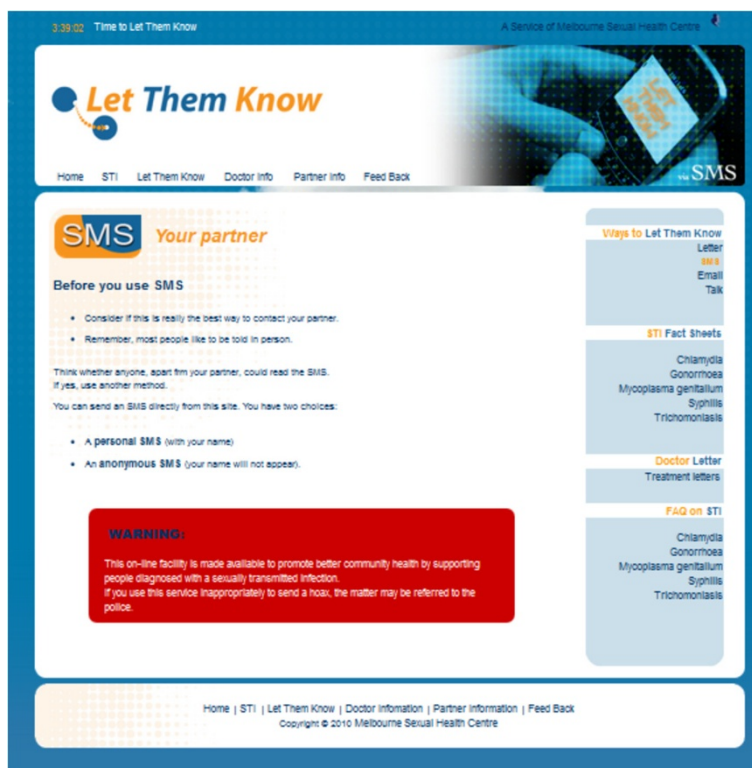 3:39:02 Time to Let Them Know
A Service of Melbourne Sexual Health Centre
Let Them Know
LET
THEM
KNOW
SMS
Home STI Let Them Know Doctor Info Partner Info Feed Back
SMS Your partner
Before you use SMS
• Consider if this is really the best way to contact your partner.
• Remember, most people like to be told in person.
Think whether anyone, apart frm your partner, could read the SMS.
If yes, use another method.
You can send an SMS directly from this site. You have two choices:
• A personal SMS (with your name)
• An anonymous SMS (your name will not appear).
WARNING:
This on-line facility is made available to promote better community health by supporting
people diagnosed with a sexually transmitted infection.
If you use this service inappropriately to send a hoax, the matter may be referred to the
police.
Ways to Let Them Know
Letter
SMS
Email
Talk
STI Fact Sheets
Chlamydia
Gonorrhoea
Mycoplasma genitalium
Syphilis
Trichomoniasis
Doctor Letter
Treatment letters
FAQ on STI
Chlamydia
Gonorrhoea
Mycoplasma genitalium
Syphilis
Trichomoniasis
Home | STI | Let Them Know | Doctor Infomation | Partner Information | Feed Back
Copyright © 2010 Melbourne Sexual Health Centre